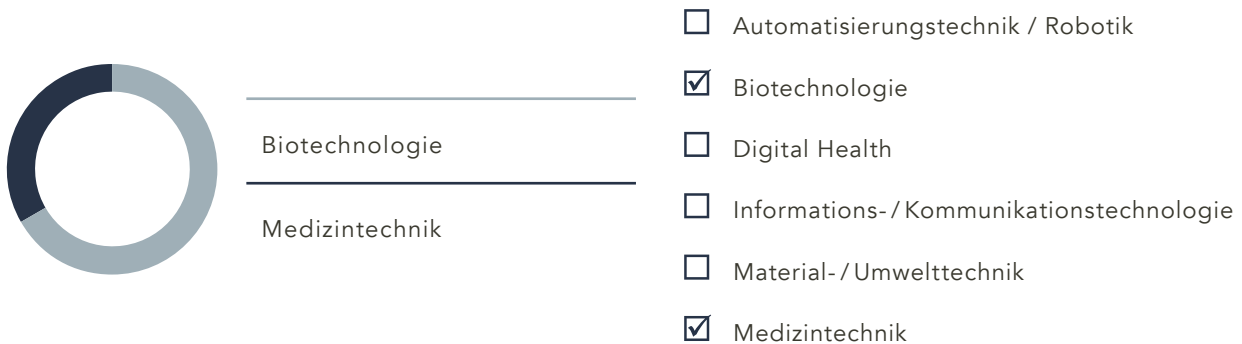 Biotechnologie
Medizintechnik
Automatisierungstechnik / Robotik
Biotechnologie
Digital Health
Informations- / Kommunikationstechnologie
Material- / Umwelttechnik
Medizintechnik